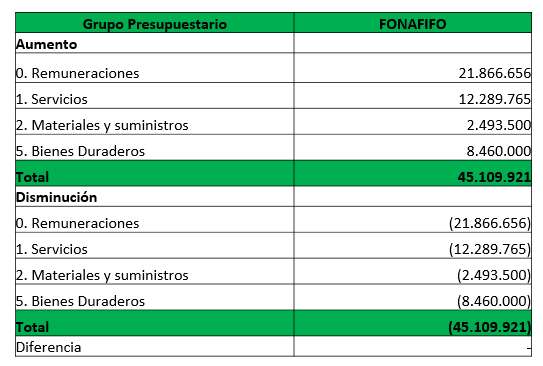 Grupo Presupuestario FONAFIFO
Aumento
0. Remuneraciones 21.866.656
1. Servicios 12.289.765
2. Materiales y suministros 2.493.500
5. Bienes Duraderos 8.460.000
Total 45.109.921
Disminución
0. Remuneraciones (21.866.656)
1. Servicios (12.289.765)
2. Materiales y suministros (2.493.500)
5. Bienes Duraderos (8.460.000)
Total (45.109.921)
Diferencia -